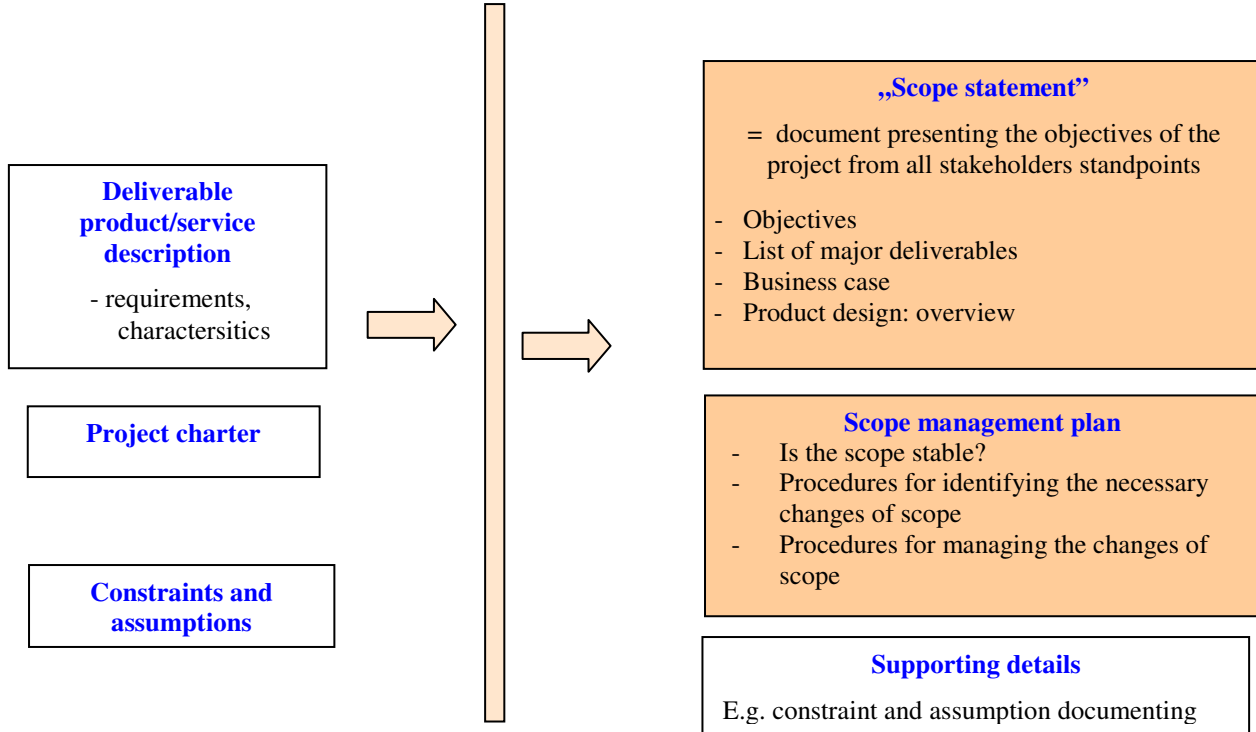 Deliverable
product/service
description
- requirements,
charactersitics
Project charter
Constraints and
assumptions
„Scope statement”
= document presenting the objectives of the
project from all stakeholders standpoints
- Objectives
- List of major deliverables
- Business case
- Product design: overview
Scope management plan
- Is the scope stable?
- Procedures for identifying the necessary
changes of scope
- Procedures for managing the changes of
scope
Supporting details
E.g. constraint and assumption documenting